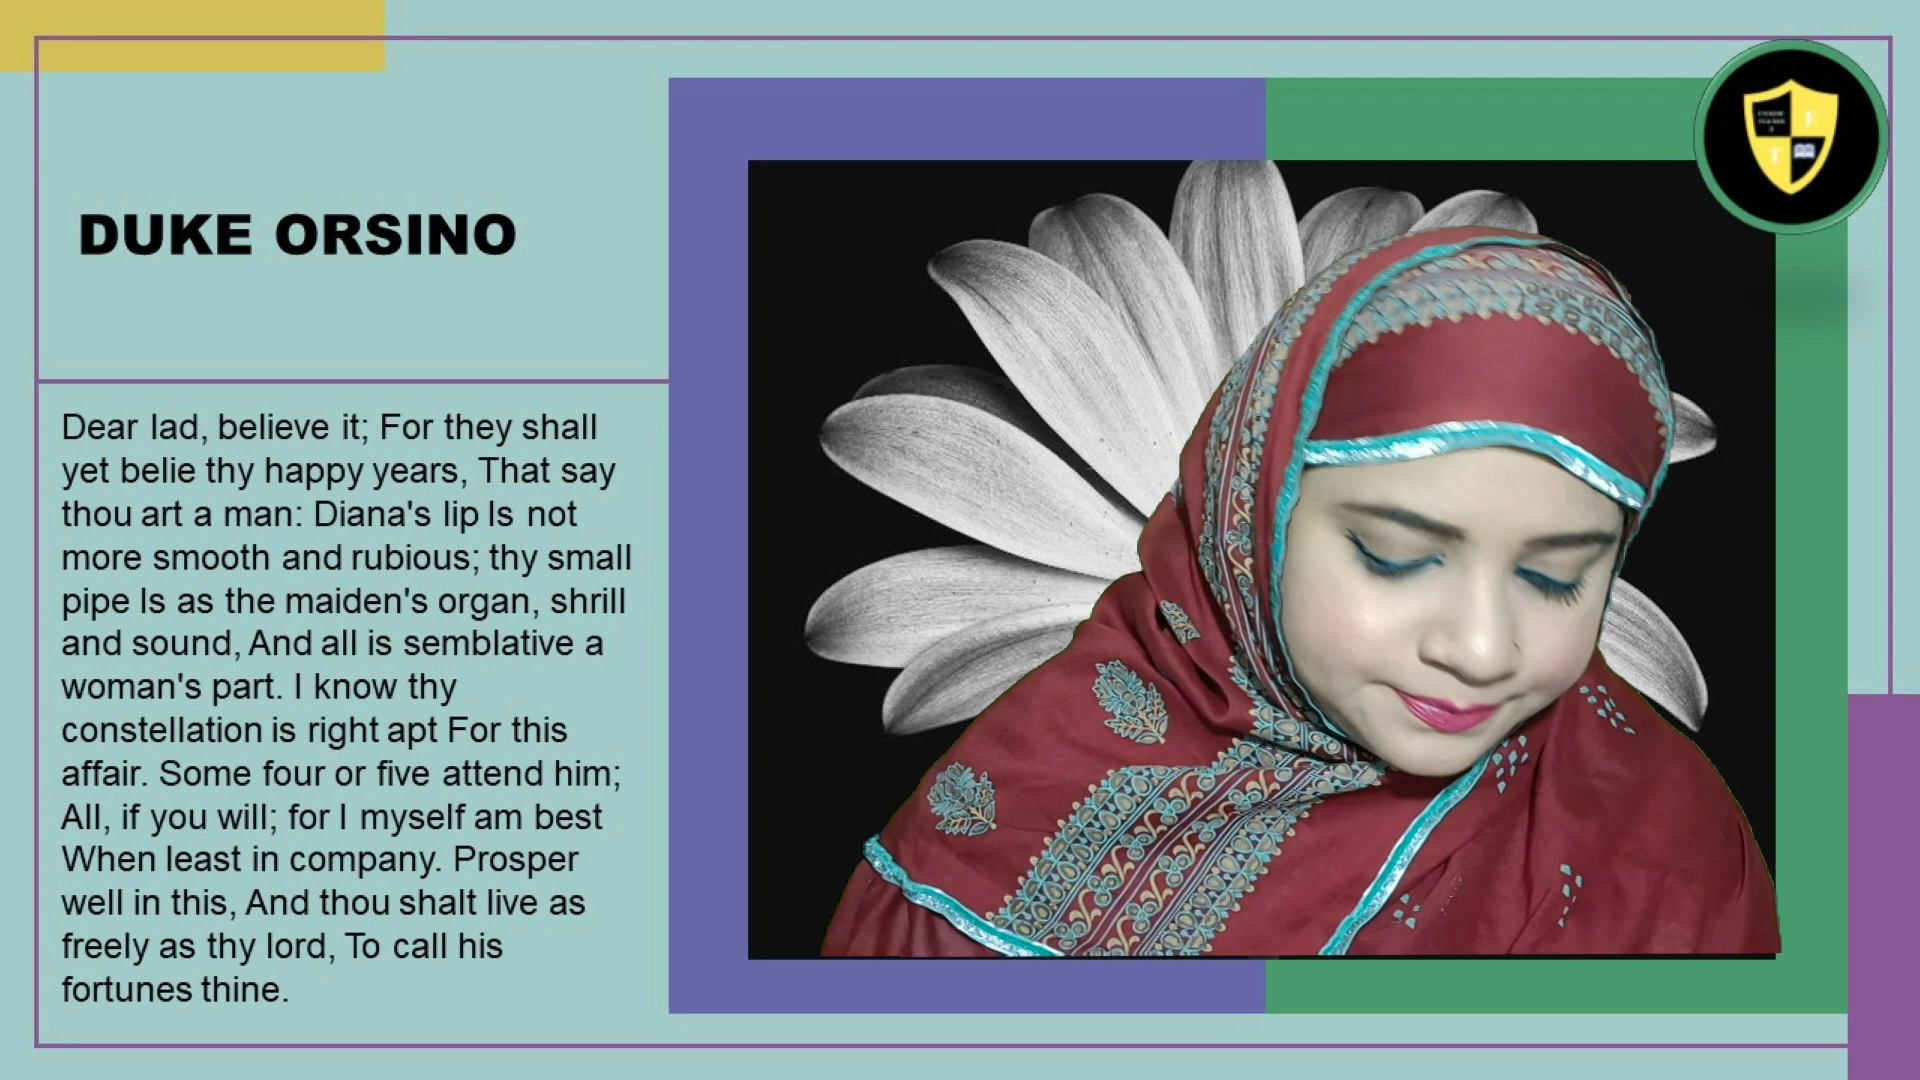 DUKE ORSINO
Dear lad, believe it; For they shall
yet belie thy happy years, That say
thou art a man: Diana's lip Is not
more smooth and rubious; thy small
pipe Is as the maiden's organ, shrill
and sound, And all is semblative a
woman's part. I know thy
constellation is right apt For this
affair. Some four or five attend him;
All, if you will; for I myself am best
When least in company. Prosper
well in this, And thou shalt live as
freely as thy lord, To call his
fortunes thine.
E
T